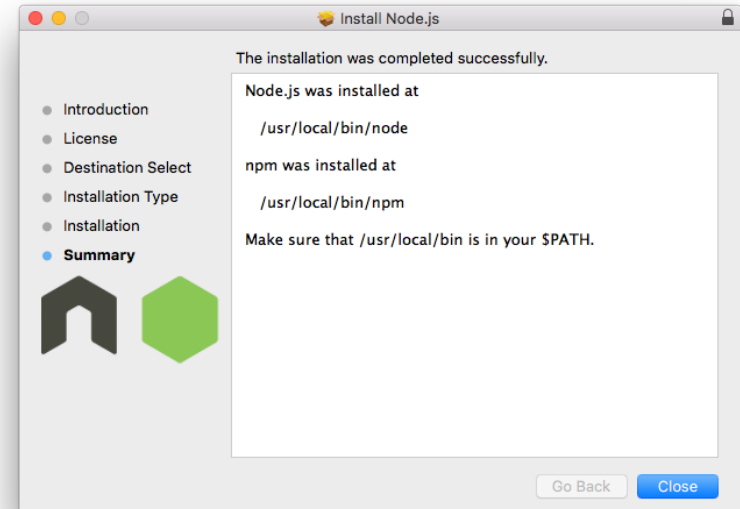 Install Node.js
The installation was completed successfully.
Introduction
License
Destination Select
Installation Type
Installation
Summary
Node.js was installed at
/usr/local/bin/node
npm was installed at
/usr/local/bin/npm
Make sure that /usr/local/bin is in your $PATH.
Go Back
Close